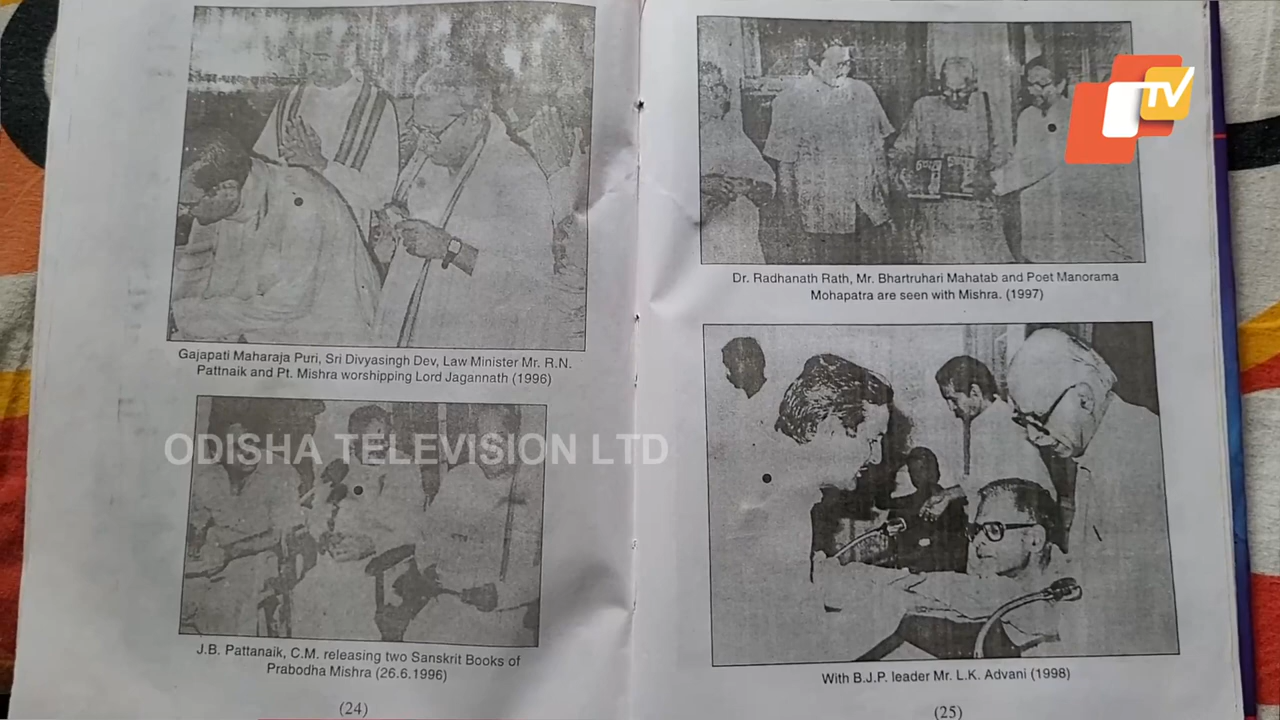 Gajapati Maharaja Puri, Sri Divyasingh Dev, Law Minister Mr. R.N.
Pattnaik and Pt. Mishra worshipping Lord Jagannath (1996)
ODISHA TELEVISION LTD
J.B. Pattanaik, C.M. releasing two Sanskrit Books of
Prabodha Mishra (26.6.1996)
(24)
TV
Dr. Radhanath Rath, Mr. Bhartruhari Mahatab and Poet Manorama
Mohapatra are seen with Mishra. (1997)
With B.J.P. leader Mr. L.K. Advani (1998)
(25)